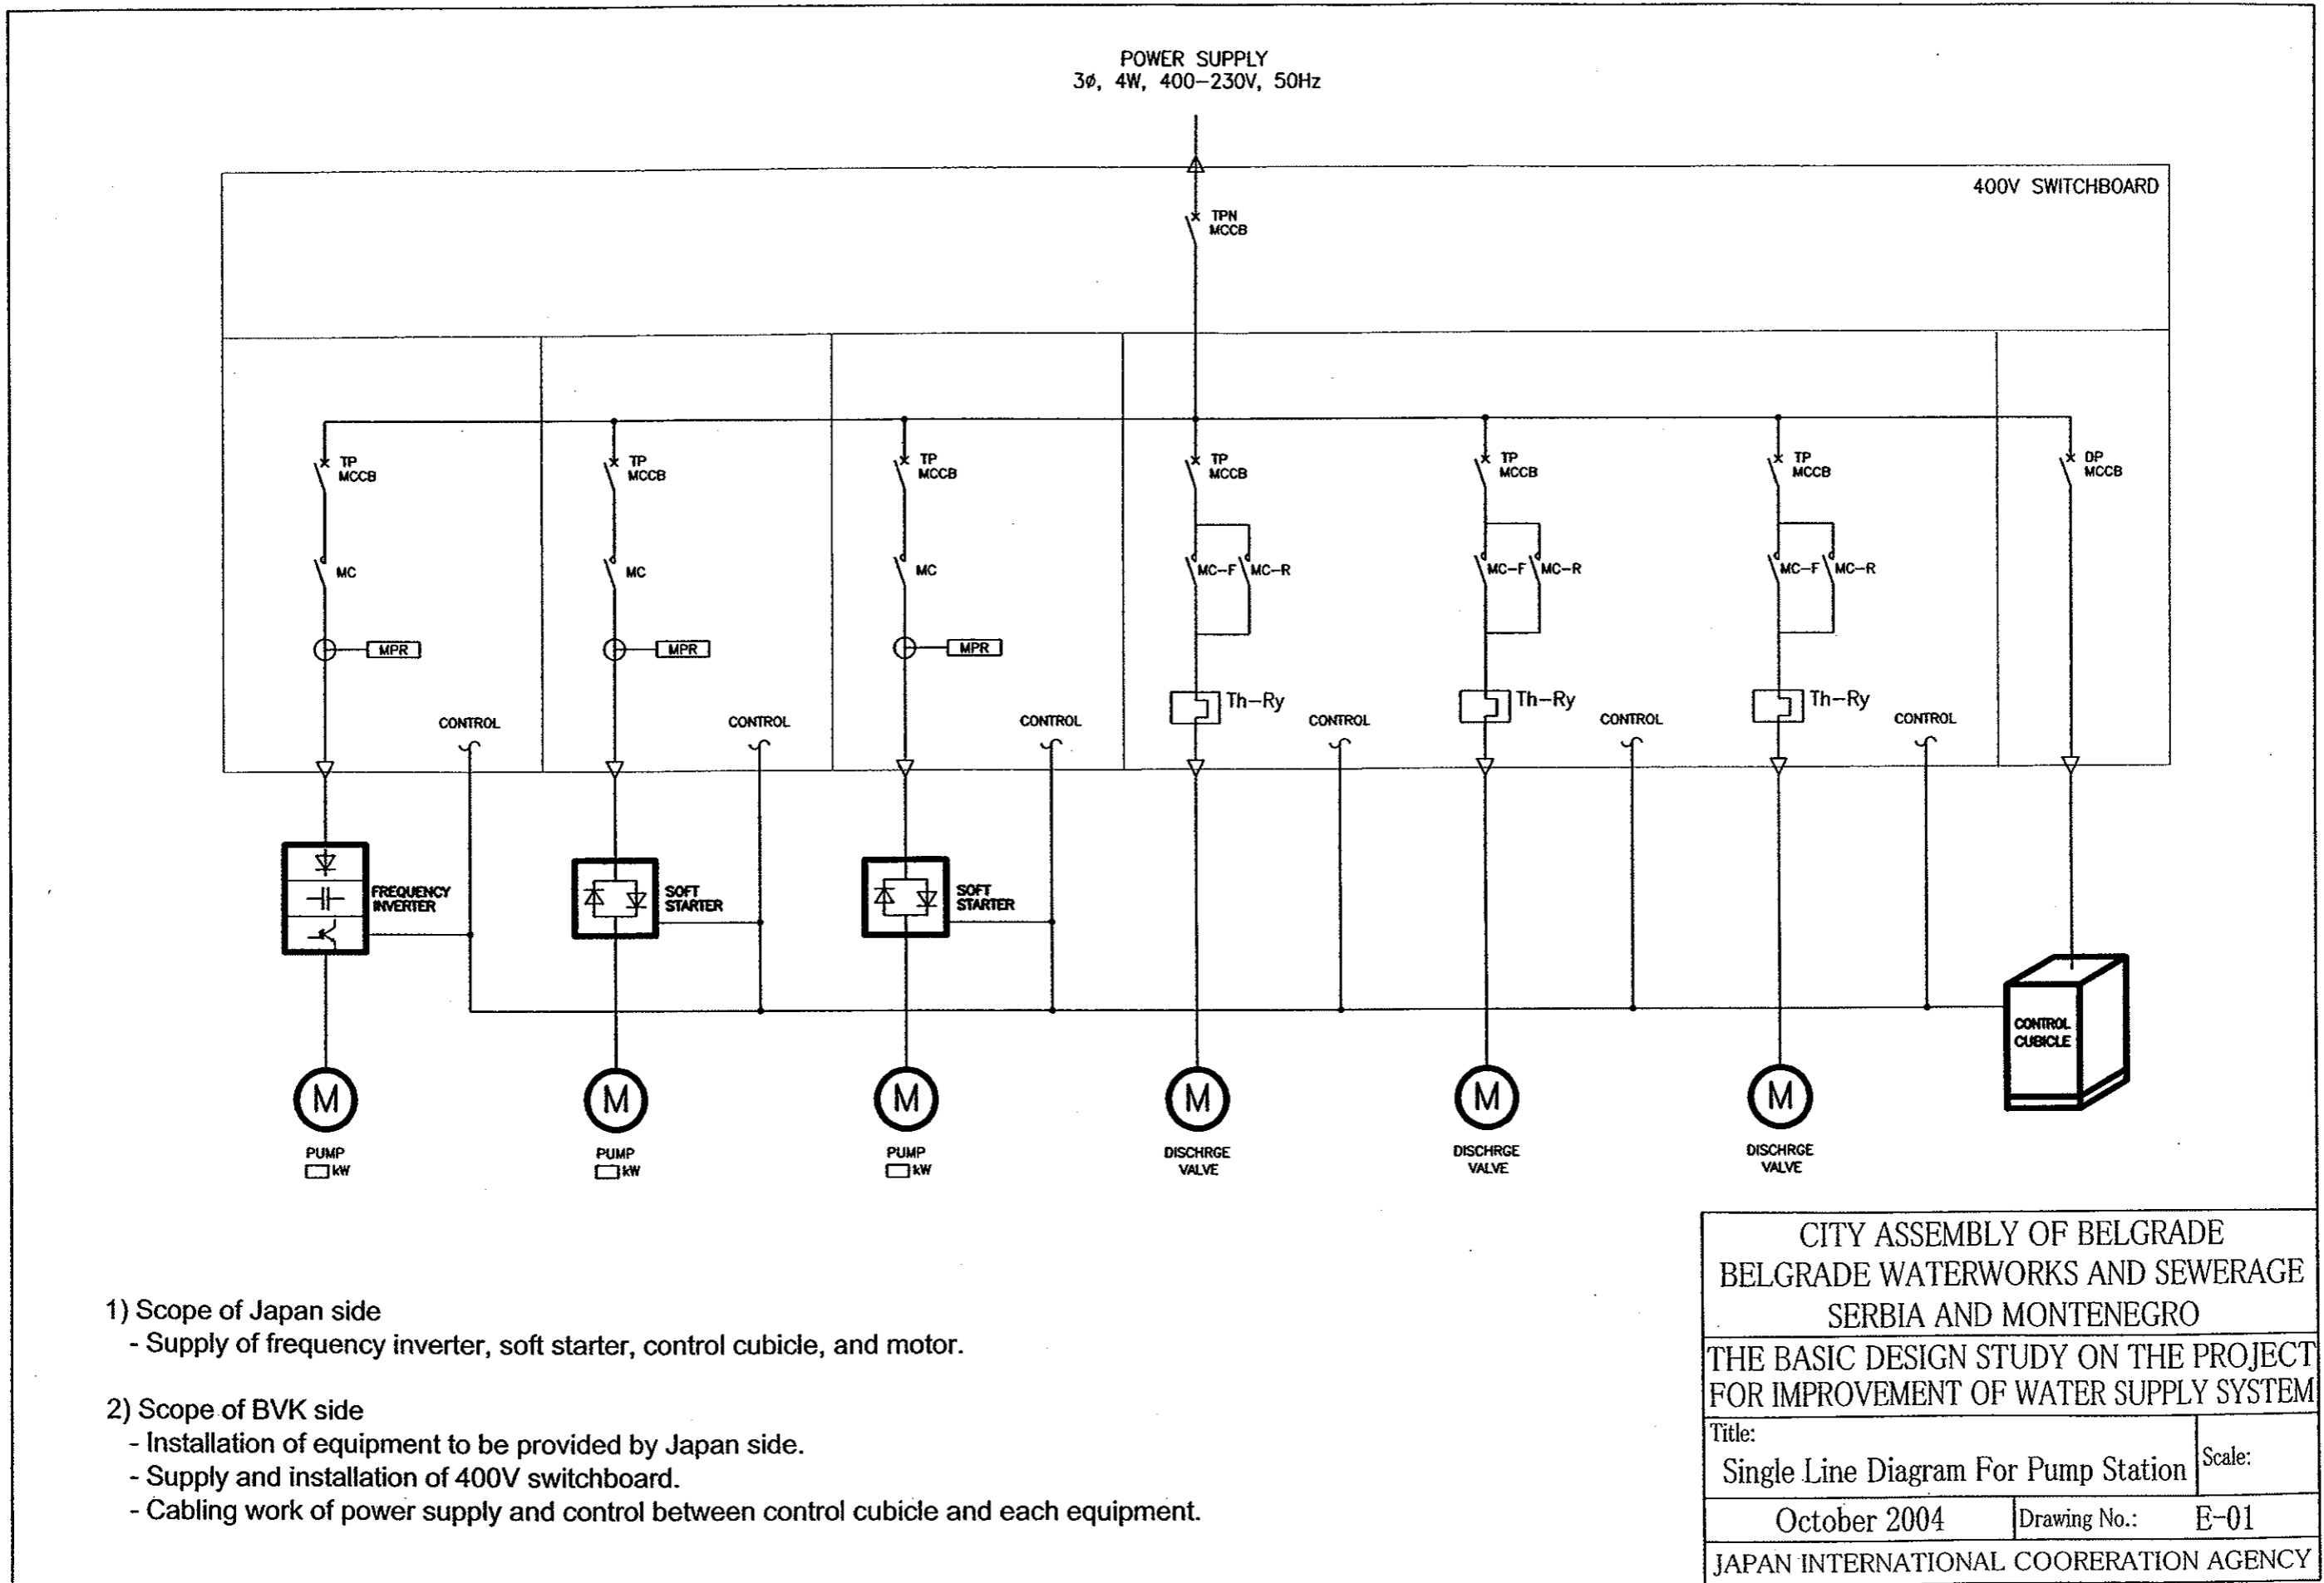 POWER SUPPLY
3ø, 4W, 400-230V, 50Hz
400V SWITCHBOARD
TPN
MCCB
TP
MCCB
TP
MCCB
TP
MCCB
TP
MCCB
TP
MCCB
TP
MCCB
DP
MCCB
MC
MC
MC
MC-F
MC-R
MC-F
MC-R
MC-F
MC-R
MPR
MPR
MPR
Th-Ry
Th-Ry
Th-Ry
CONTROL
CONTROL
CONTROL
CONTROL
CONTROL
CONTROL
FREQUENCY
INVERTER
SOFT
STARTER
SOFT
STARTER
CONTROL
CUBICLE
M
M
M
M
M
M
PUMP
kW
PUMP
kW
PUMP
kW
DISCHRGE
VALVE
DISCHRGE
VALVE
DISCHRGE
VALVE
1) Scope of Japan side
- Supply of frequency inverter, soft starter, control cubicle, and motor.
2) Scope of BVK side
- Installation of equipment to be provided by Japan side.
- Supply and installation of 400V switchboard.
- Cabling work of power supply and control between control cubicle and each equipment.
CITY ASSEMBLY OF BELGRADE
BELGRADE WATERWORKS AND SEWERAGE
SERBIA AND MONTENEGRO
THE BASIC DESIGN STUDY ON THE PROJECT
FOR IMPROVEMENT OF WATER SUPPLY SYSTEM
Title:
Single Line Diagram For Pump Station
Scale:
October 2004
Drawing No.: E-01
JAPAN INTERNATIONAL COORERATION AGENCY